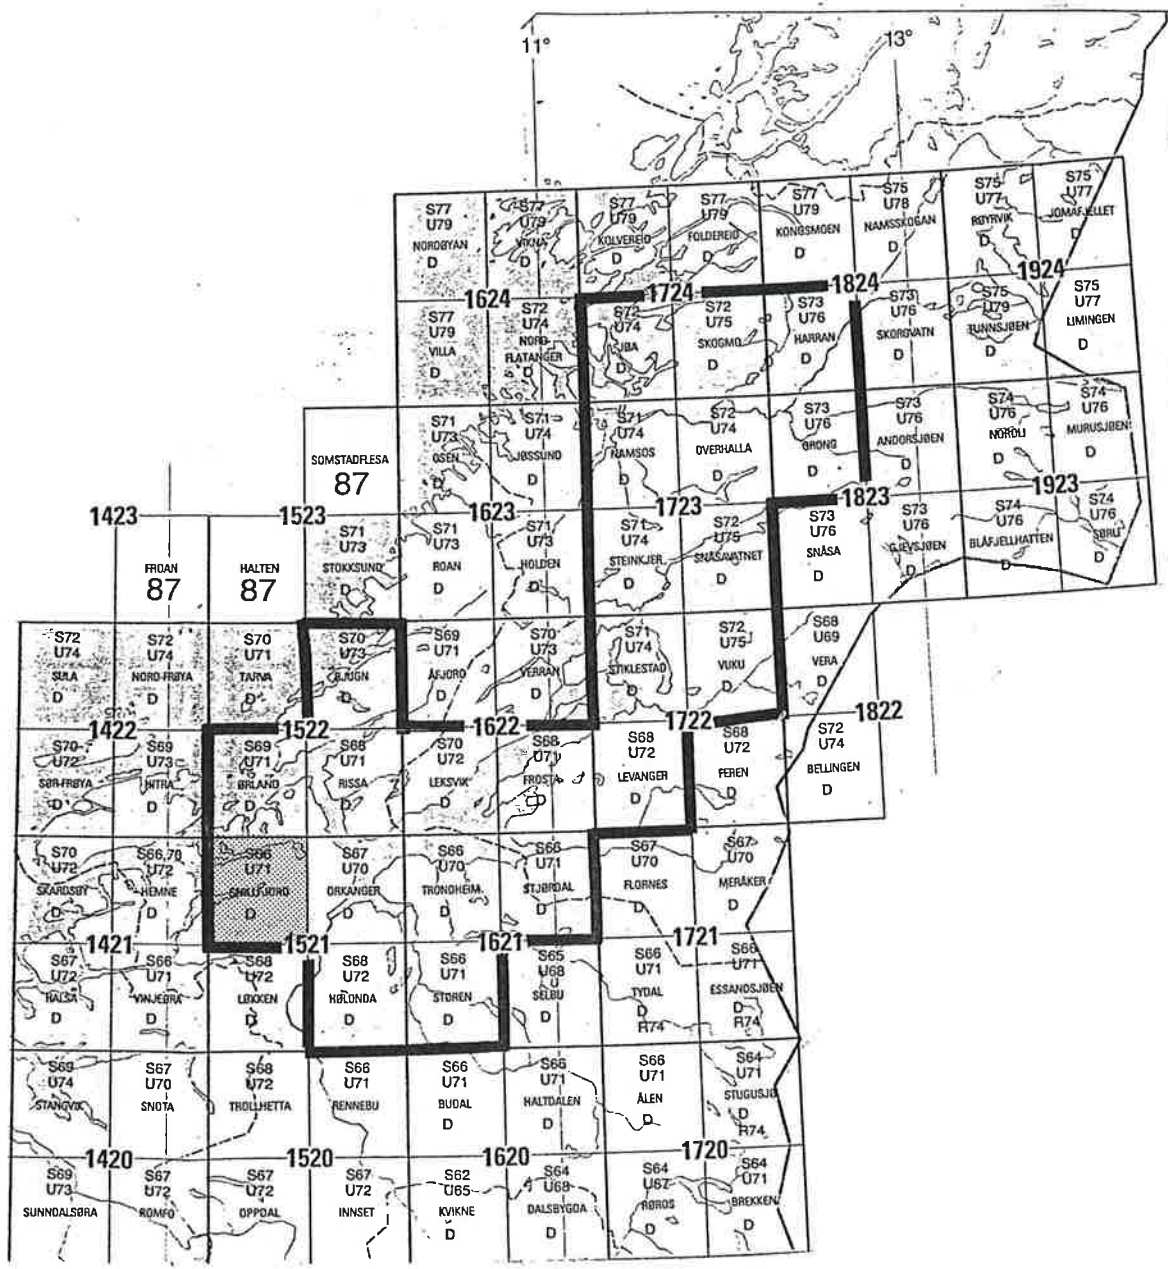 11°
13°
S77
U79
NORDØYAN
D
S77
U79
VIKNA
D
S77
U79
KOLVEREID
D
S77
U79
FOLDEREID
D
S77
U79
KONGSMOEN
D
S75
U78
NAMSSKOGAN
D
S75
U77
RØYRVIK
D
S75
U77
JOMAFJELLET
D
1624
1724
1824
1924
S77
U79
VILLA
D
S72
U74
NORD-
FLATANGER
D
S72
U74
JØA
D
S72
U75
SKOGMO
D
S73
U76
HARRAN
D
S73
U76
SKORGVATN
D
S75
U79
TUNNSJØEN
D
S75
U77
LIMINGEN
D
SOMSTADFLESA
87
S71
U73
OSEN
D
S71
U74
JØSSUND
D
S71
U74
NAMSOS
D
S72
U74
OVERHALLA
D
S73
U76
GRONG
D
S73
U76
ANDORSJØEN
D
S74
U76
NORDLI
D
S74
U76
MURUSJØEN
D
1423
1523
1623
1723
1823
1923
FROAN
87
HALTEN
87
S71
U73
STOKKSUND
D
S71
U73
ROAN
D
S71
U73
HOLDEN
D
S71
U74
STEINKJER
D
S72
U75
SNÅSAVATNET
D
S73
U76
SNÅSA
D
S73
U76
GJEVSJØEN
D
S74
U76
BLÅFJELLHATTEN
D
S74
U76
SØRLI
D
S72
U74
SULA
D
S72
U74
NORD-FRØYA
D
S70
U71
TARVA
D
S70
U73
BJUGN
D
S69
U71
ÅFJORD
D
S70
U73
VERRAN
D
S71
U74
STIKLESTAD
D
S72
U75
VUKU
D
S68
U69
VERA
D
1422
1522
1622
1722
1822
S70
U72
SØR-FRØYA
D
S69
U73
HITRA
D
S69
U71
ØRLAND
D
S68
U71
RISSA
D
S70
U72
LEKSVIK
D
S68
U71
FROSTA
D
S68
U72
LEVANGER
D
S68
U72
FEREN
D
S72
U74
BELLINGEN
D
S70
U72
SKARDSØY
D
S66,70
U72
HEMNE
D
S66
U71
SNILLFJORD
D
S67
U70
ORKANGER
D
S66
U70
TRONDHEIM
D
S66
U71
STJØRDAL
D
S67
U70
FLORNES
D
S67
U70
MERÅKER
D
1421
1521
1621
1721
S67
U72
HALSA
D
S66
U71
VINJEØRA
D
S68
U72
LØKKEN
D
S68
U72
HØLONDA
D
S66
U71
STØREN
D
S65
U68
SELBU
D
S66
U71
TYDAL
D
R74
S66
U71
ESSANDSJØEN
D
R74
S69
U74
STANGVIK
S67
U70
SNOTA
S68
U72
TROLLHETTA
S66
U71
RENNEBU
S66
U71
BUDAL
D
S66
U71
HALTDALEN
D
S66
U71
ÅLEN
D
S64
U71
STUGUSJØ
D
R74
1420
1520
1620
1720
S69
U73
SUNNDALSØRA
S67
U72
ROMFO
S67
U72
OPPDAL
S67
U72
INNSET
S62
U65
KVIKNE
D
S64
U68
DALSBYGDA
D
S64
U67
RØROS
D
S64
U71
BREKKEN
D